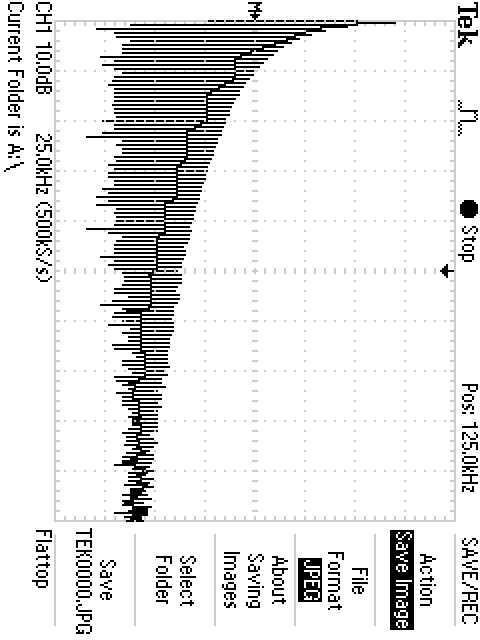 Tek
Stop
Pos: 125.0kHz
SAVE/REC
M
Action
Save Image
File
Format
JPEG
About
Saving
Images
Select
Folder
Save
TEK0000.JPG
CH1 10.0dB
25.0kHz (500kS/s)
Flattop
Current Folder is A:\